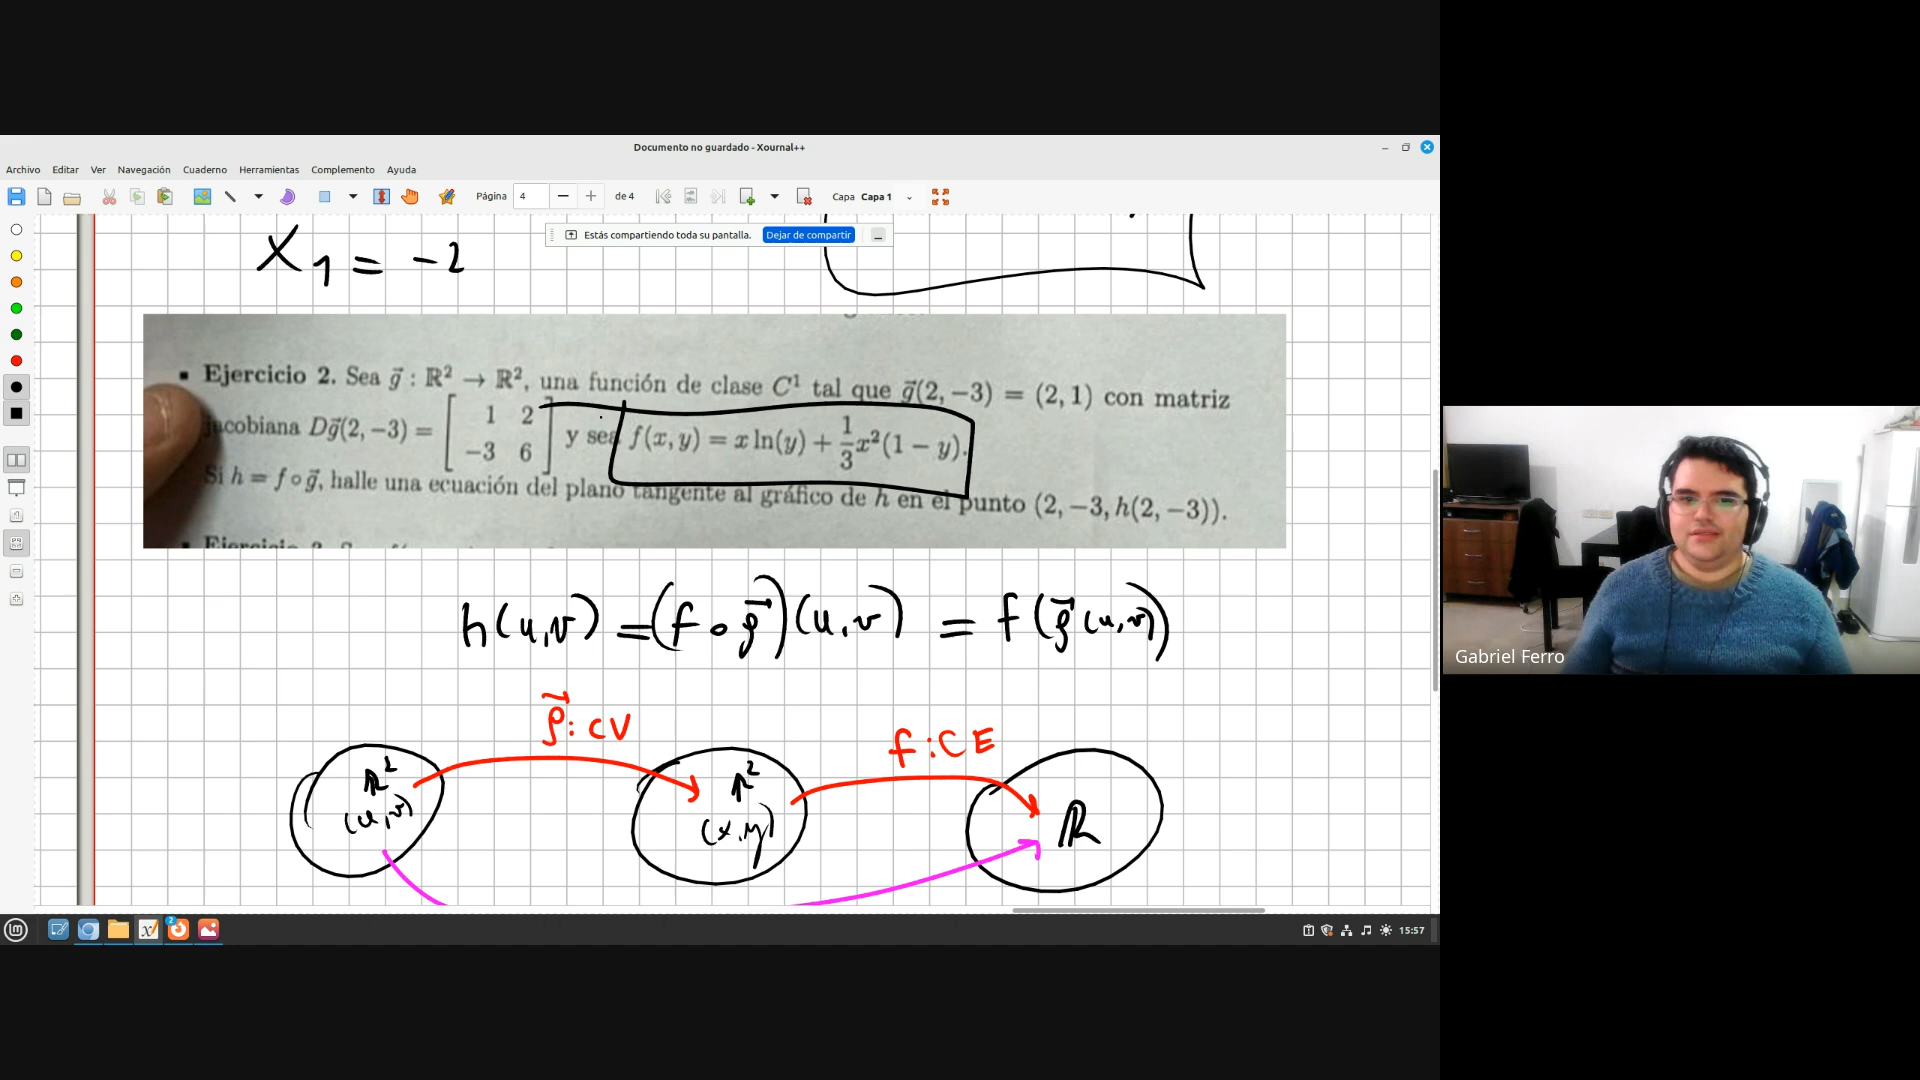 Documento no guardado - Xournal++
Archivo Editar Ver Navegación Cuaderno Herramientas Complemento Ayuda
Página 4 de 4 Capa Capa 1
Estás compartiendo toda su pantalla. Dejar de compartir
X₁ = -2
▪ Ejercicio 2. Sea g⃗ : ℝ² → ℝ², una función de clase C¹ tal que g⃗(2, −3) = (2, 1) con matriz
jacobiana Dg⃗(2, −3) = [ 1 2 ; −3 6 ] y sea f(x, y) = x ln(y) + 1/3 x²(1 − y).
Si h = f ∘ g⃗, halle una ecuación del plano tangente al gráfico de h en el punto (2, −3, h(2, −3)).
h(u,v) = (f ∘ g⃗)(u,v) = f(g⃗(u,v))
g⃗: CV
f: CE
ℝ²
(u,v)
ℝ²
(x,y)
ℝ
Gabriel Ferro
2
15:57